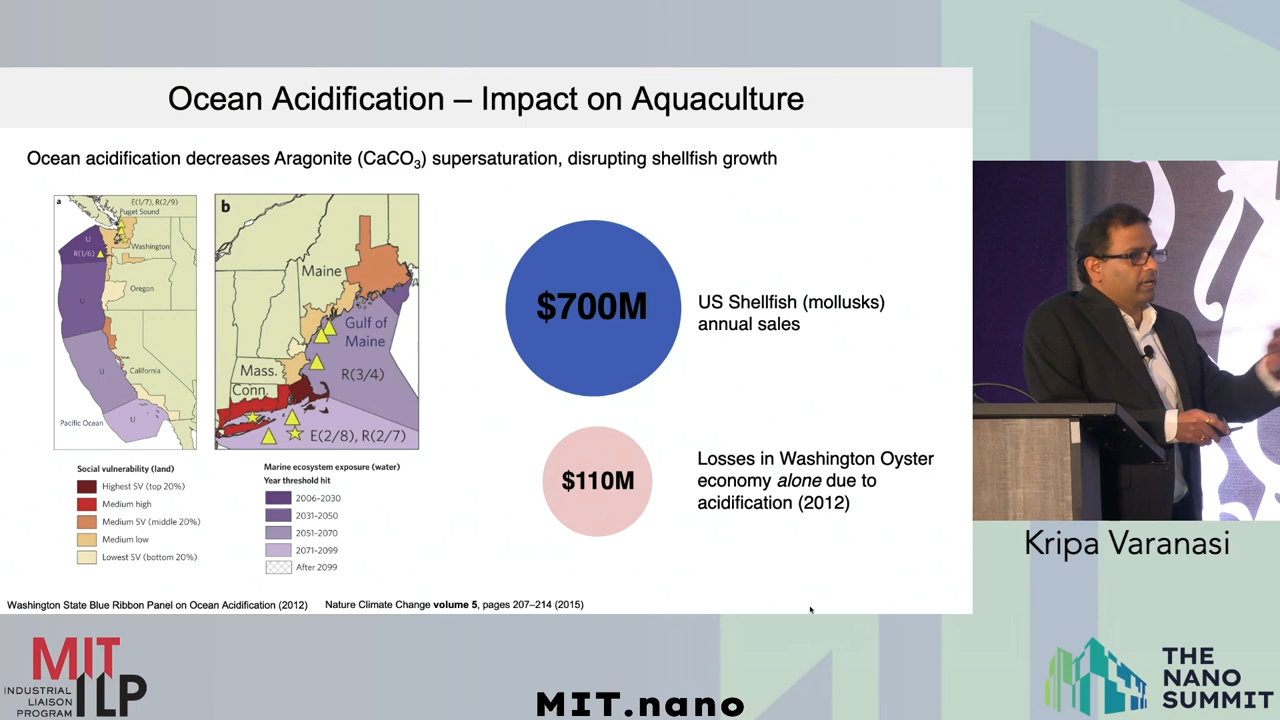 Ocean Acidification – Impact on Aquaculture
Ocean acidification decreases Aragonite (CaCO₃) supersaturation, disrupting shellfish growth
a
E(1/7), R(2/9)
Puget Sound
U
Washington
R(1/6)
Oregon
U
U
California
Pacific Ocean
U
b
Maine
Gulf of
Maine
Mass.
R(3/4)
Conn.
E(2/8), R(2/7)
Social vulnerability (land)
Highest SV (top 20%)
Medium high
Medium SV (middle 20%)
Medium low
Lowest SV (bottom 20%)
Marine ecosystem exposure (water)
Year threshold hit
2006–2030
2031–2050
2051–2070
2071–2099
After 2099
$700M
US Shellfish (mollusks)
annual sales
$110M
Losses in Washington Oyster
economy alone due to
acidification (2012)
Washington State Blue Ribbon Panel on Ocean Acidification (2012)
Nature Climate Change volume 5, pages 207–214 (2015)
Kripa Varanasi
MIT
ILP
INDUSTRIAL
LIAISON
PROGRAM
MIT.nano
THE
NANO
SUMMIT